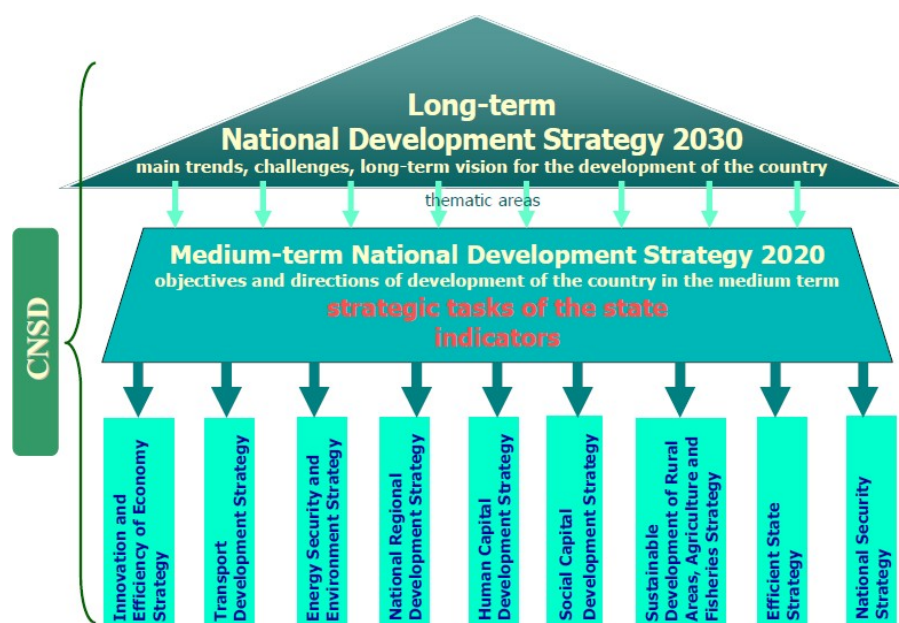 Long-term
National Development Strategy 2030
main trends, challenges, long-term vision for the development of the country
thematic areas
Medium-term National Development Strategy 2020
objectives and directions of development of the country in the medium term
strategic tasks of the state
indicators
CNSD
Innovation and
Efficiency of Economy
Strategy
Transport
Development Strategy
Energy Security and
Environment Strategy
National Regional
Development Strategy
Human Capital
Development Strategy
Social Capital
Development Strategy
Sustainable
Development of Rural
Areas, Agriculture and
Fisheries Strategy
Efficient State
Strategy
National Security
Strategy